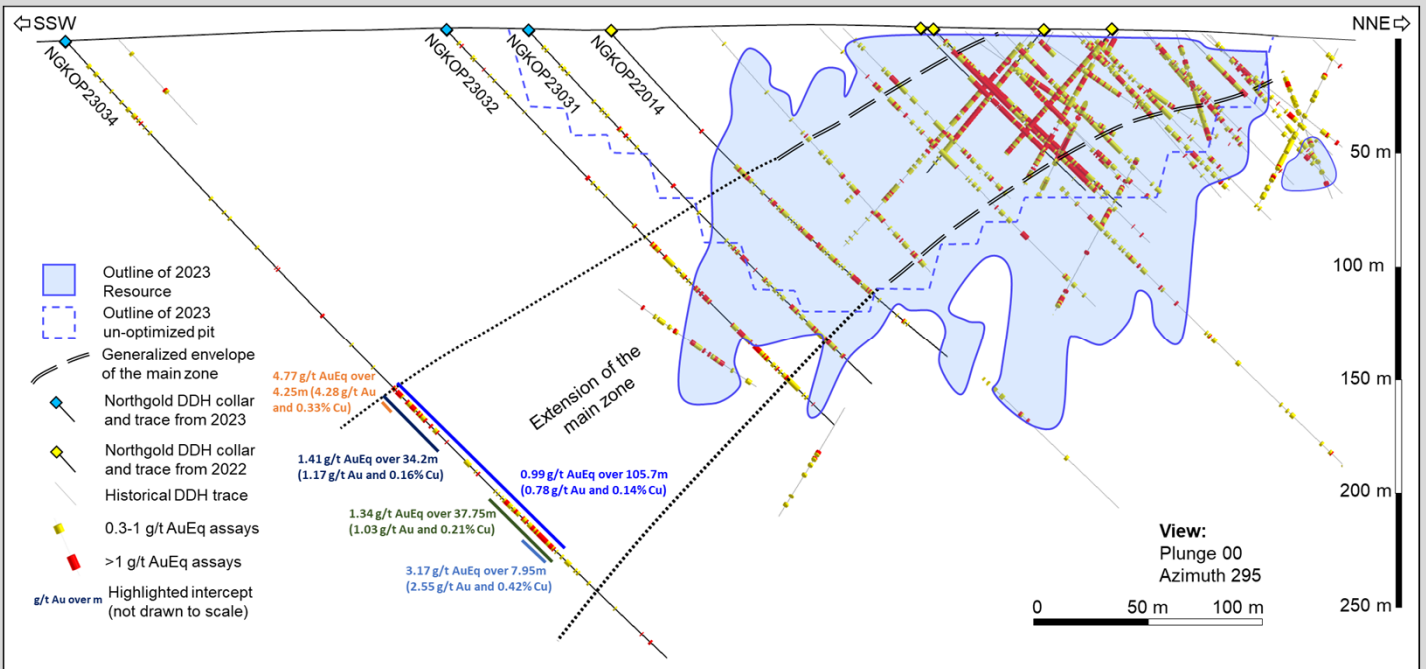 SSW
NNE
NGKOP23034
NGKOP23032
NGKOP23031
NGKOP22014
50 m
100 m
150 m
200 m
250 m
Outline of 2023
Resource
Outline of 2023
un-optimized pit
Generalized envelope
of the main zone
Northgold DDH collar
and trace from 2023
Northgold DDH collar
and trace from 2022
Historical DDH trace
0.3-1 g/t AuEq assays
>1 g/t AuEq assays
g/t Au over m
Highlighted intercept
(not drawn to scale)
4.77 g/t AuEq over
4.25m (4.28 g/t Au
and 0.33% Cu)
1.41 g/t AuEq over 34.2m
(1.17 g/t Au and 0.16% Cu)
0.99 g/t AuEq over 105.7m
(0.78 g/t Au and 0.14% Cu)
1.34 g/t AuEq over 37.75m
(1.03 g/t Au and 0.21% Cu)
3.17 g/t AuEq over 7.95m
(2.55 g/t Au and 0.42% Cu)
Extension of the
main zone
View:
Plunge 00
Azimuth 295
0 50 m 100 m